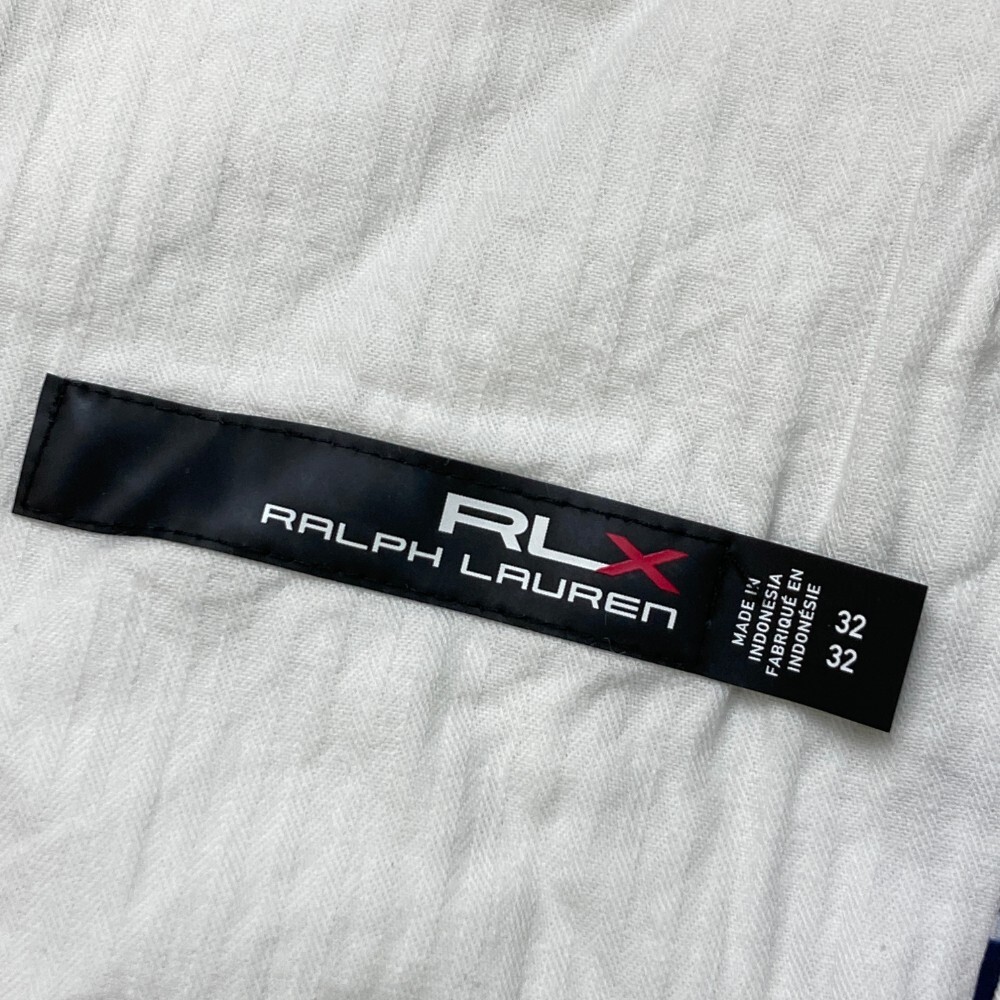 RLX
RALPH LAUREN
MADE IN
INDONESIA
FABRIQUÉ EN
INDONÉSIE
32
32